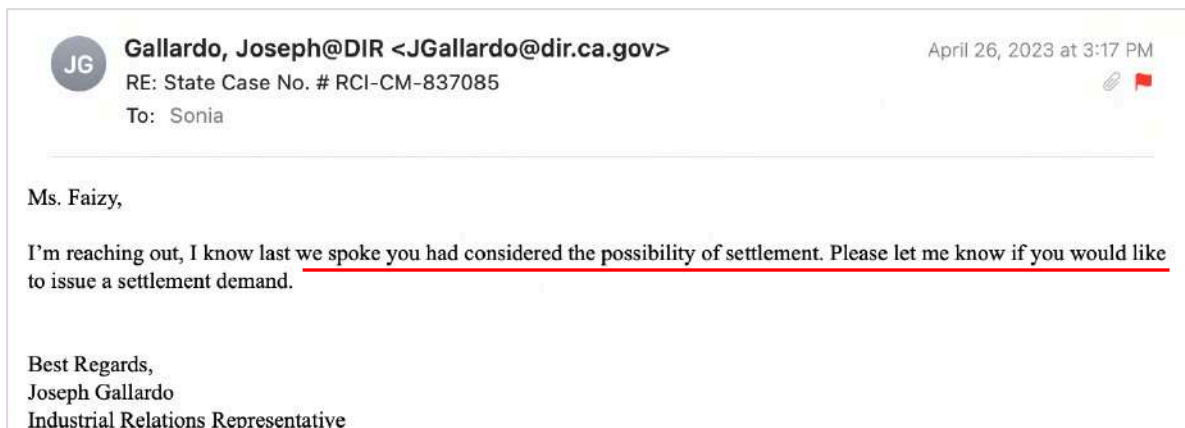 JG
Gallardo, Joseph@DIR <JGallardo@dir.ca.gov>
April 26, 2023 at 3:17 PM
RE: State Case No. # RCI-CM-837085
To: Sonia
Ms. Faizy,
I’m reaching out, I know last we spoke you had considered the possibility of settlement. Please let me know if you would like
to issue a settlement demand.
Best Regards,
Joseph Gallardo
Industrial Relations Representative